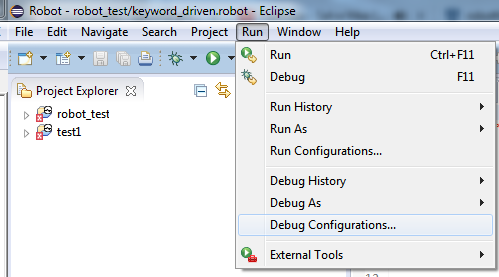 Robot - robot_test/keyword_driven.robot - Eclipse
File Edit Navigate Search Project Run Window Help
Project Explorer
robot_test
test1
Run Ctrl+F11
Debug F11
Run History
Run As
Run Configurations...
Debug History
Debug As
Debug Configurations...
External Tools